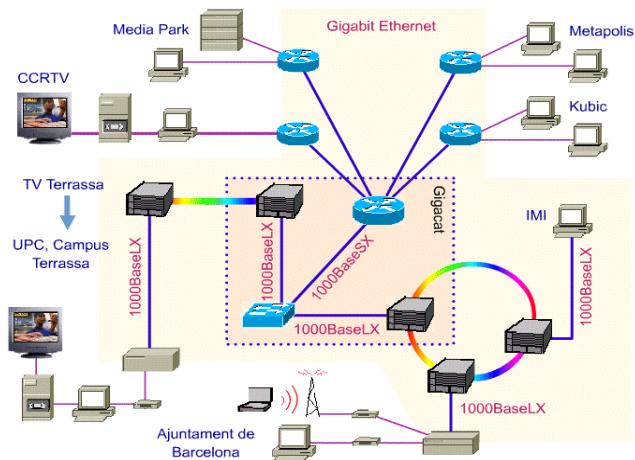 Media Park
Gigabit Ethernet
Metapolis
CCRTV
Kubic
TV Terrassa
UPC, Campus
Terrassa
Gigacat
IMI
1000BaseLX
1000BaseLX
1000BaseSX
1000BaseLX
1000BaseLX
1000BaseLX
Ajuntament de
Barcelona